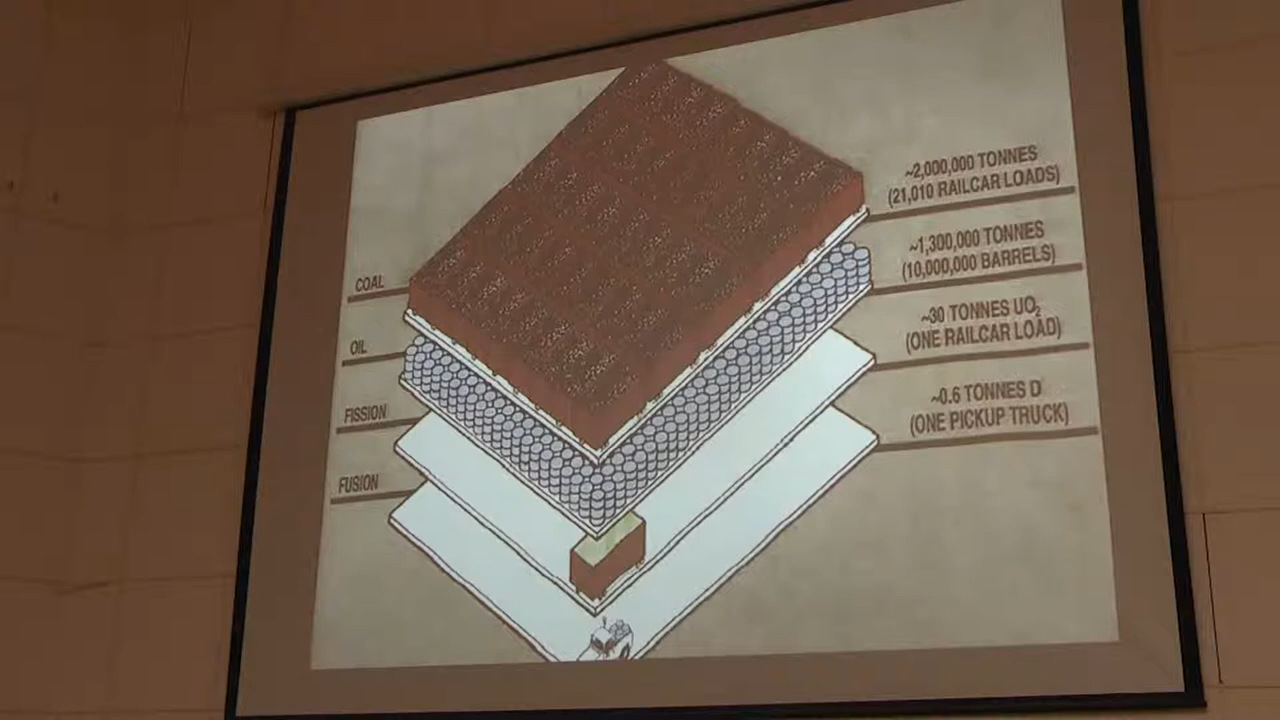 COAL
~2,000,000 TONNES
(21,010 RAILCAR LOADS)
OIL
~1,300,000 TONNES
(10,000,000 BARRELS)
FISSION
~30 TONNES UO₂
(ONE RAILCAR LOAD)
FUSION
~0.6 TONNES D
(ONE PICKUP TRUCK)